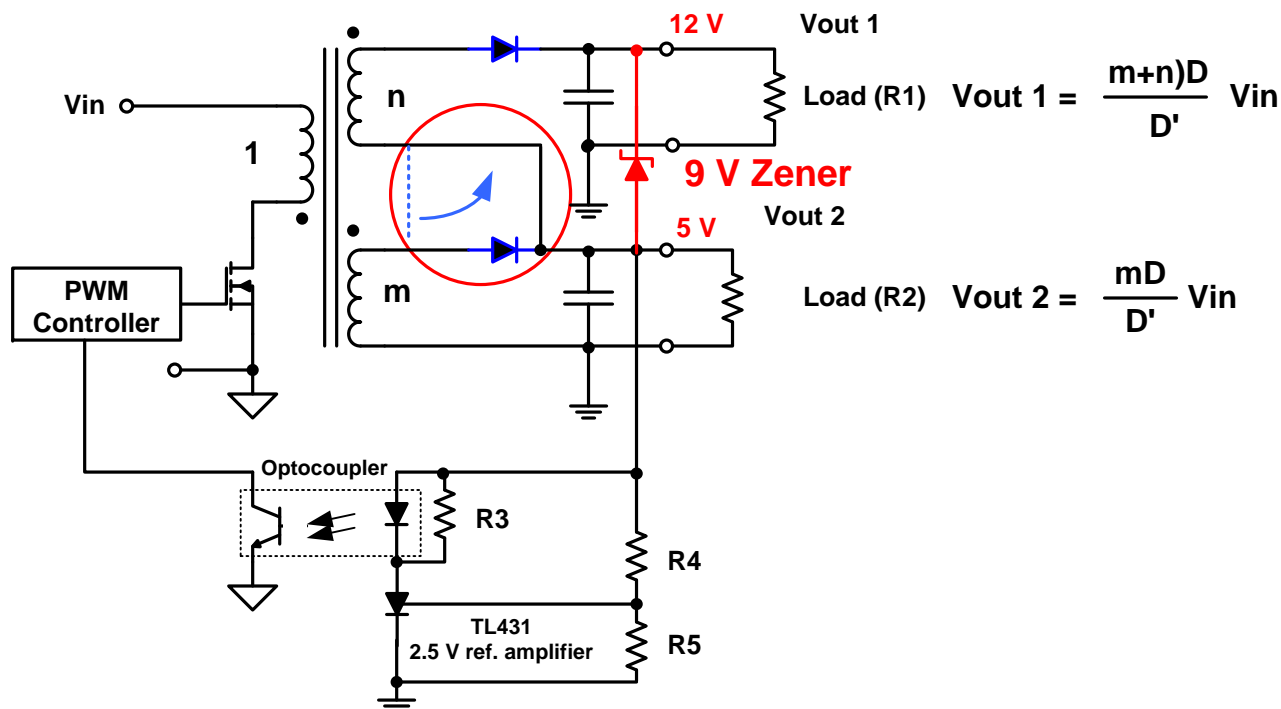 12 V
Vout 1
Vin
n
1
Load (R1)
Vout 1 = m+n)D / D' Vin
9 V Zener
5 V
Vout 2
m
PWM
Controller
Load (R2)
Vout 2 = mD / D' Vin
Optocoupler
R3
R4
TL431
2.5 V ref. amplifier
R5